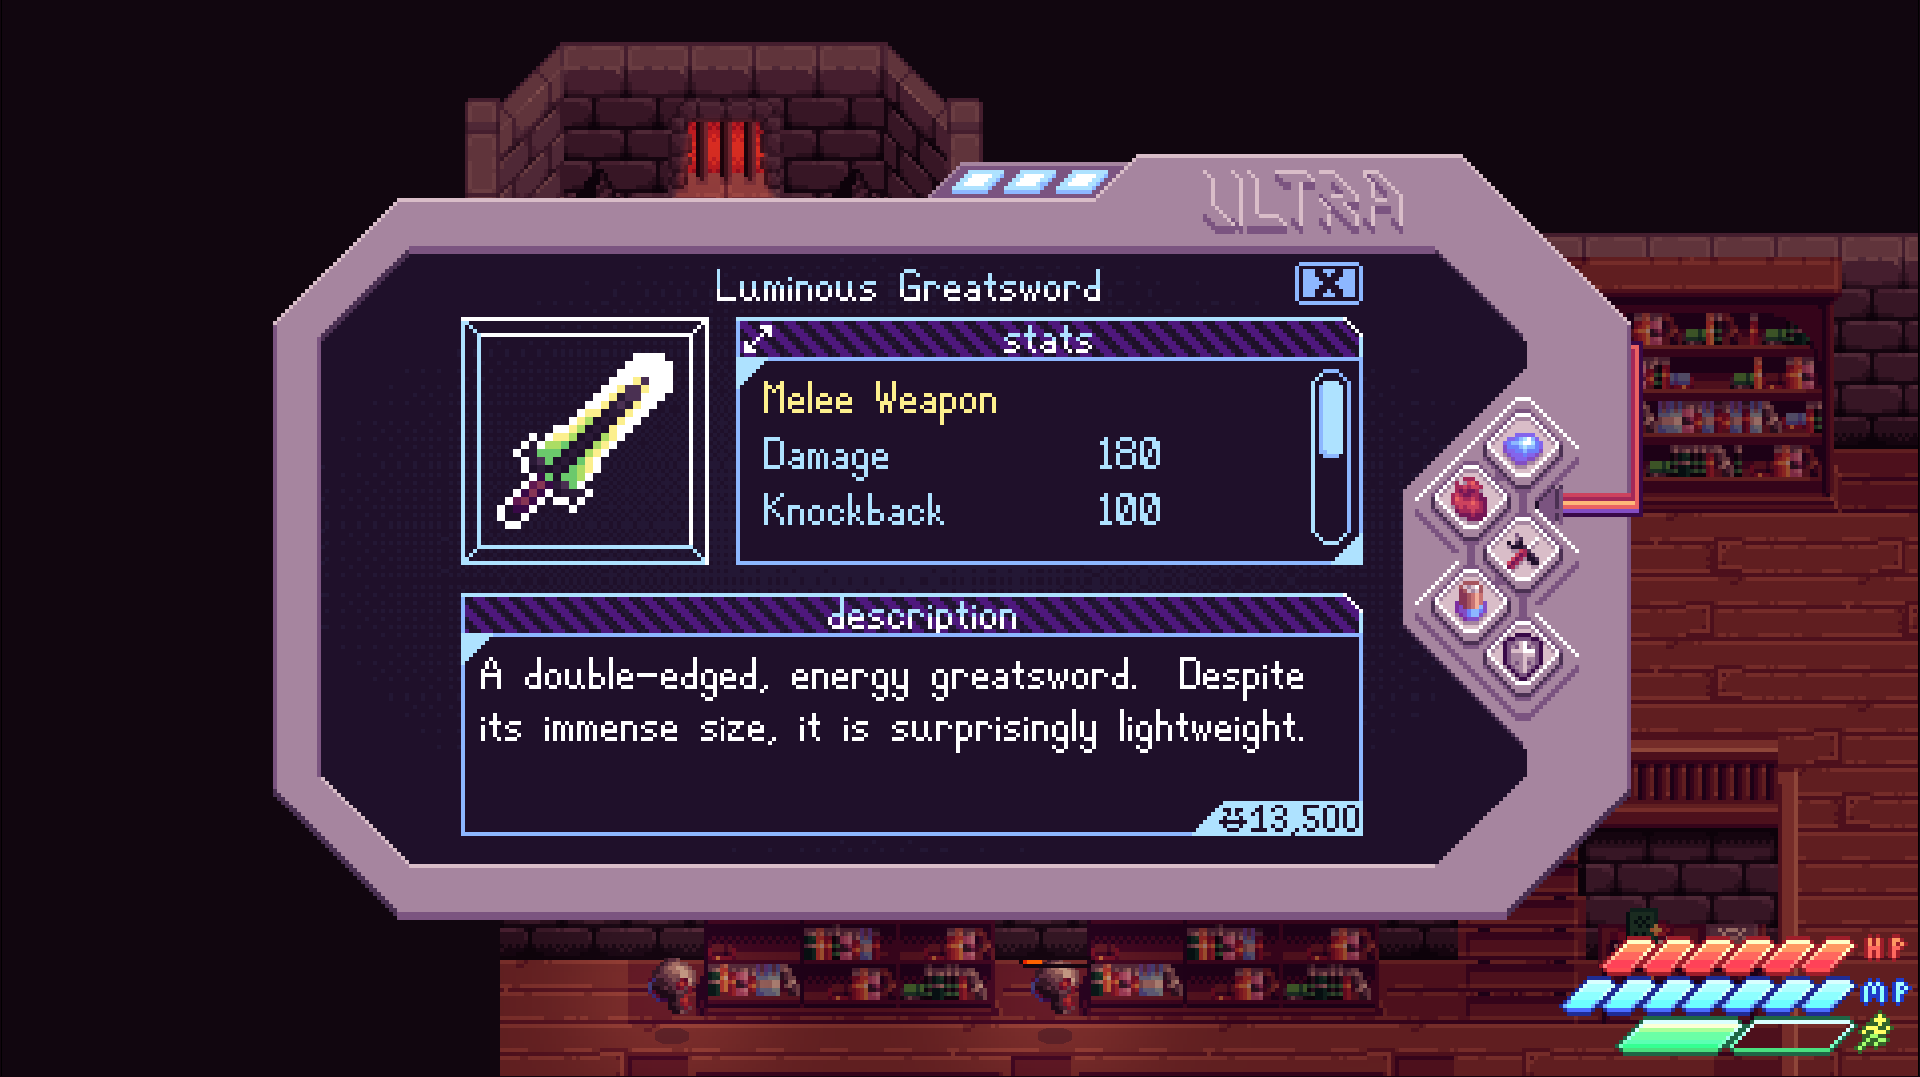 ULTRA
Luminous Greatsword
X
stats
Melee Weapon
Damage 180
Knockback 100
description
A double-edged, energy greatsword. Despite
its immense size, it is surprisingly lightweight.
13,500
HP
MP